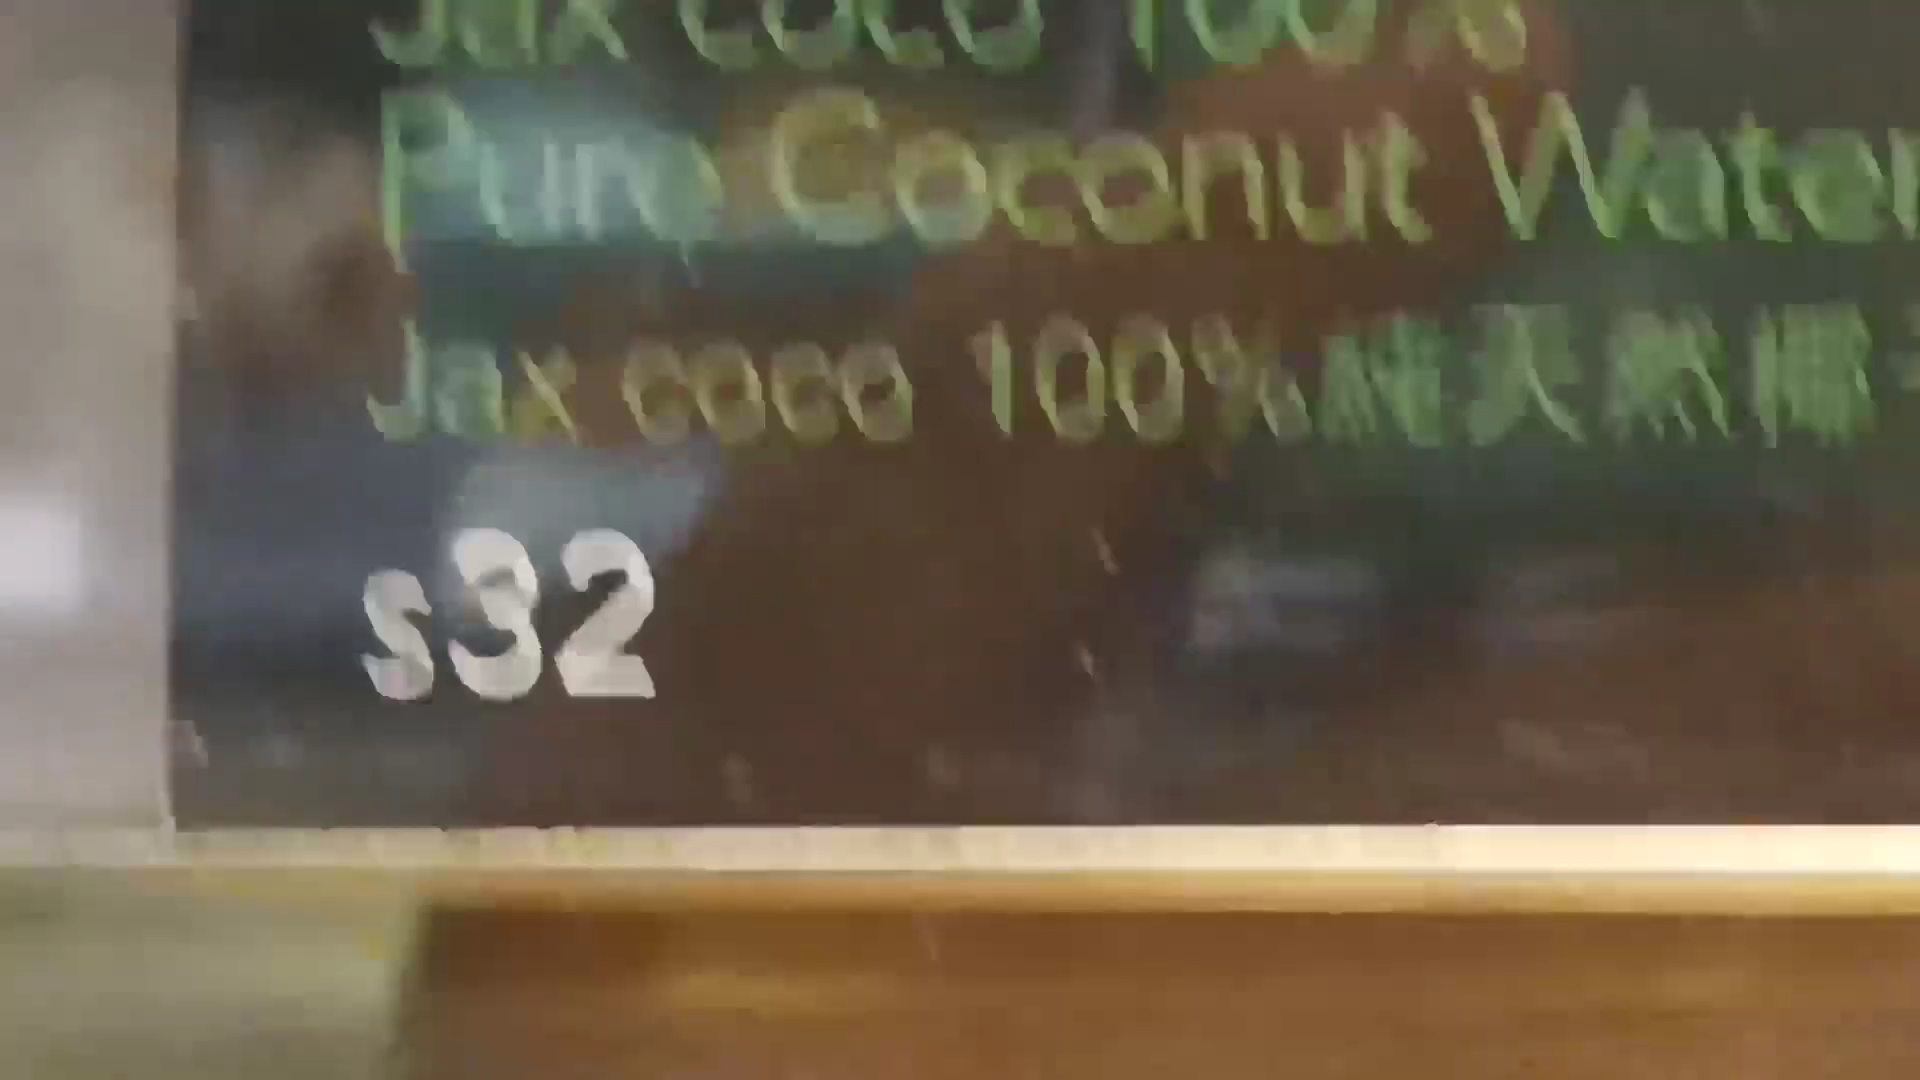 Jax coco 100%
Pure Coconut Water
Jax coco 100%純天然椰
$32